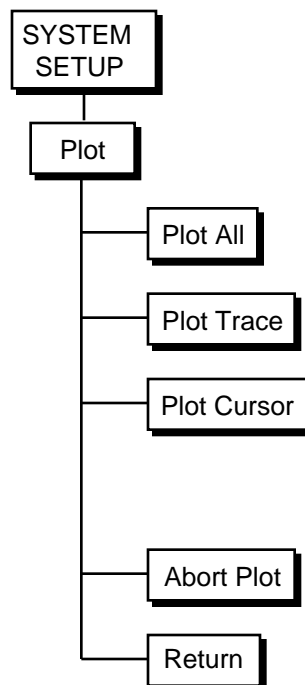 SYSTEM
SETUP
Plot
Plot All
Plot Trace
Plot Cursor
Abort Plot
Return